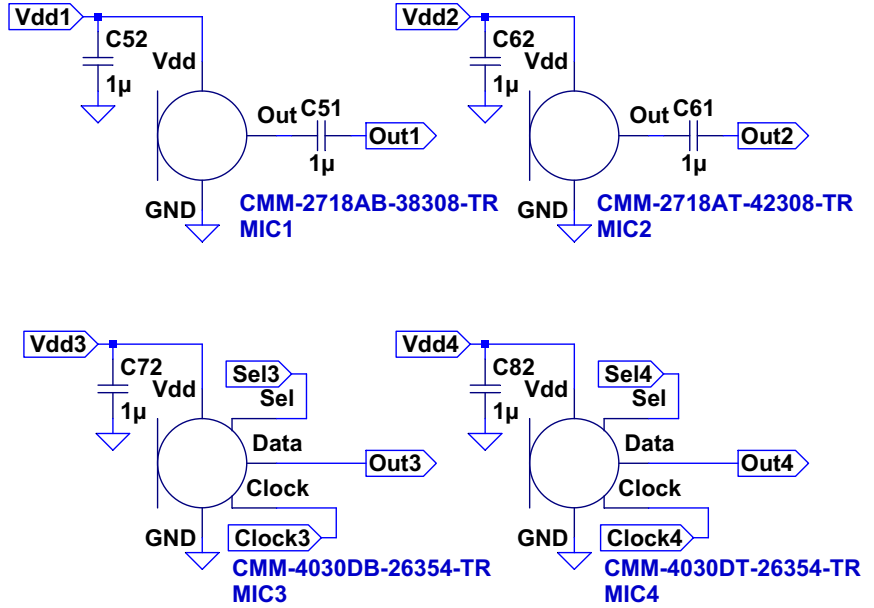 Vdd1
C52
1µ
Vdd
Out
C51
1µ
Out1
GND
CMM-2718AB-38308-TR
MIC1
Vdd2
C62
1µ
Vdd
Out
C61
1µ
Out2
GND
CMM-2718AT-42308-TR
MIC2
Vdd3
C72
1µ
Vdd
Sel3
Sel
Data
Out3
Clock
GND
Clock3
CMM-4030DB-26354-TR
MIC3
Vdd4
C82
1µ
Vdd
Sel4
Sel
Data
Out4
Clock
GND
Clock4
CMM-4030DT-26354-TR
MIC4